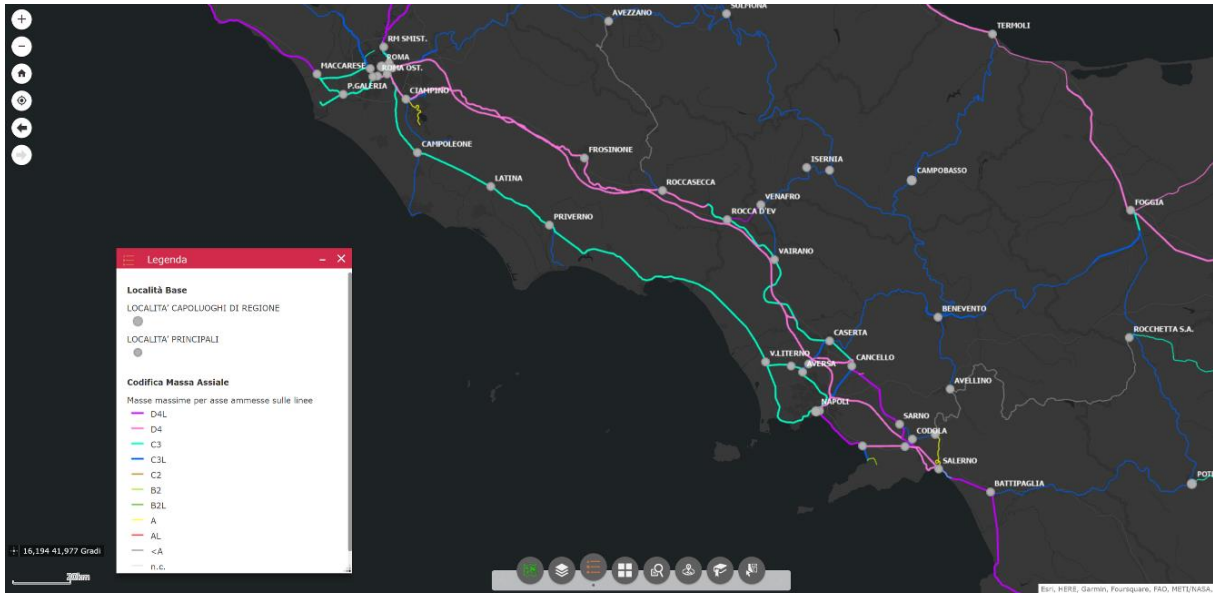 AVEZZANO
SULMONA
TERMOLI
RM SMIST.
ROMA
MACCARESE
ROMA OST.
P.GALERIA
CIAMPINO
CAMPOLEONE
FROSINONE
ISERNIA
CAMPOBASSO
LATINA
ROCCASECCA
VENAFRO
FOGGIA
ROCCA D'EV
PRIVERNO
VAIRANO
BENEVENTO
CASERTA
ROCCHETTA S.A.
V.LITERNO
AVERSA
CANCELLO
AVELLINO
NAPOLI
SARNO
CODOLA
SALERNO
BATTIPAGLIA
Legenda
Località Base
LOCALITA' CAPOLUOGHI DI REGIONE
LOCALITA' PRINCIPALI
Codifica Massa Assiale
Masse massime per asse ammesse sulle linee
D4L
D4
C3
C3L
C2
B2
B2L
A
AL
<A
n.c.
16,194 41,977 Gradi
Esri, HERE, Garmin, Foursquare, FAO, METI/NASA,